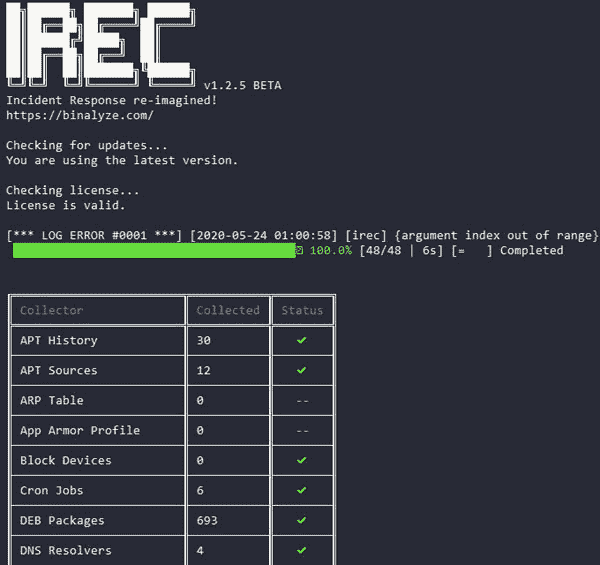 IREC
v1.2.5 BETA
Incident Response re-imagined!
https://binalyze.com/
Checking for updates...
You are using the latest version.
Checking license...
License is valid.
[*** LOG ERROR #0001 ***] [2020-05-24 01:00:58] [irec] {argument index out of range}
100.0% [48/48 | 6s] [=   ] Completed
Collector Collected Status
APT History 30 ✔
APT Sources 12 ✔
ARP Table 0 --
App Armor Profile 0 --
Block Devices 0 ✔
Cron Jobs 6 ✔
DEB Packages 693 ✔
DNS Resolvers 4 ✔